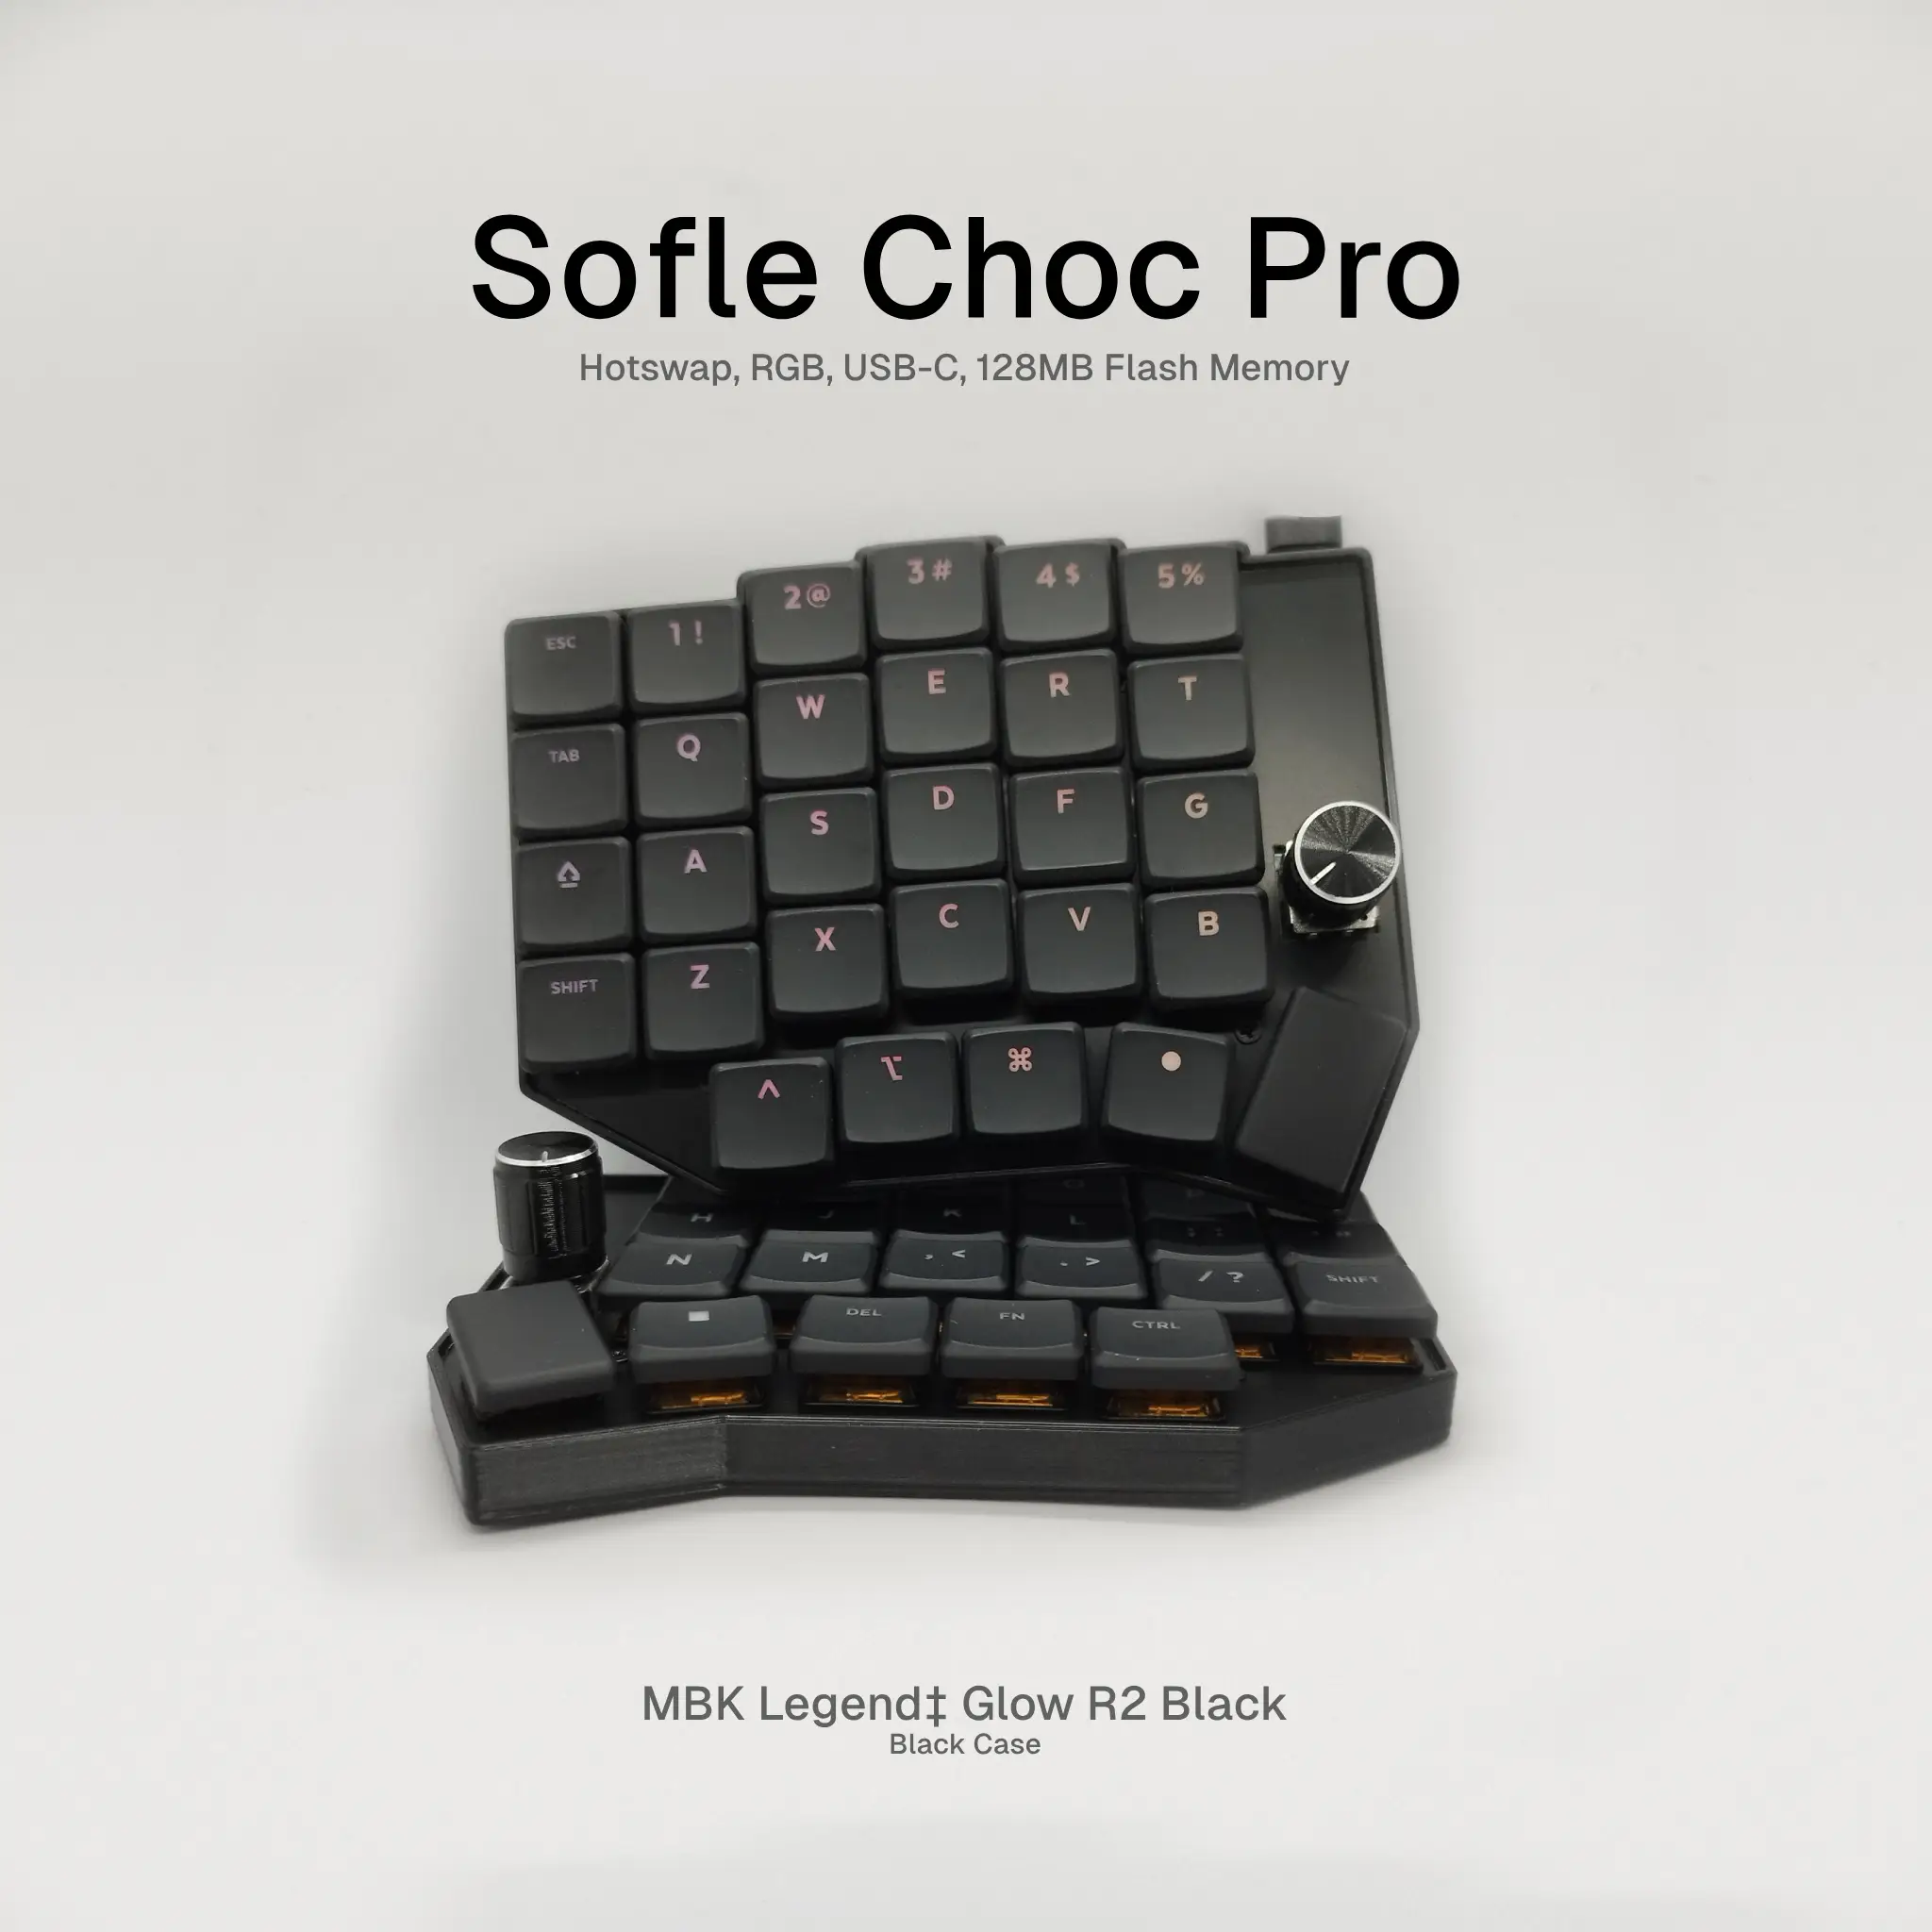 Sofle Choc Pro
Hotswap, RGB, USB-C, 128MB Flash Memory
ESC 1 ! 2 @ 3 # 4 $ 5 %
TAB Q W E R T
A S D F G
SHIFT Z X C V B
^ ⌥ ⌘ ●
H J K L
N M , < . > / ? SHIFT
■ DEL FN CTRL
MBK Legend‡ Glow R2 Black
Black Case